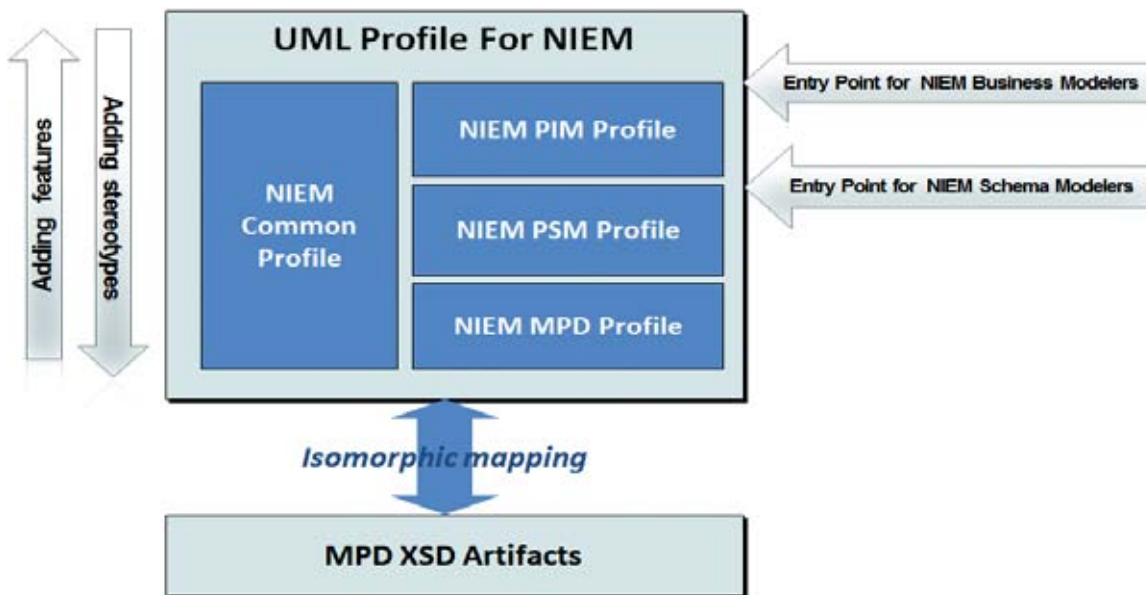 UML Profile For NIEM
Adding features
Adding stereotypes
NIEM
Common
Profile
NIEM PIM Profile
NIEM PSM Profile
NIEM MPD Profile
Entry Point for NIEM Business Modelers
Entry Point for NIEM Schema Modelers
Isomorphic mapping
MPD XSD Artifacts